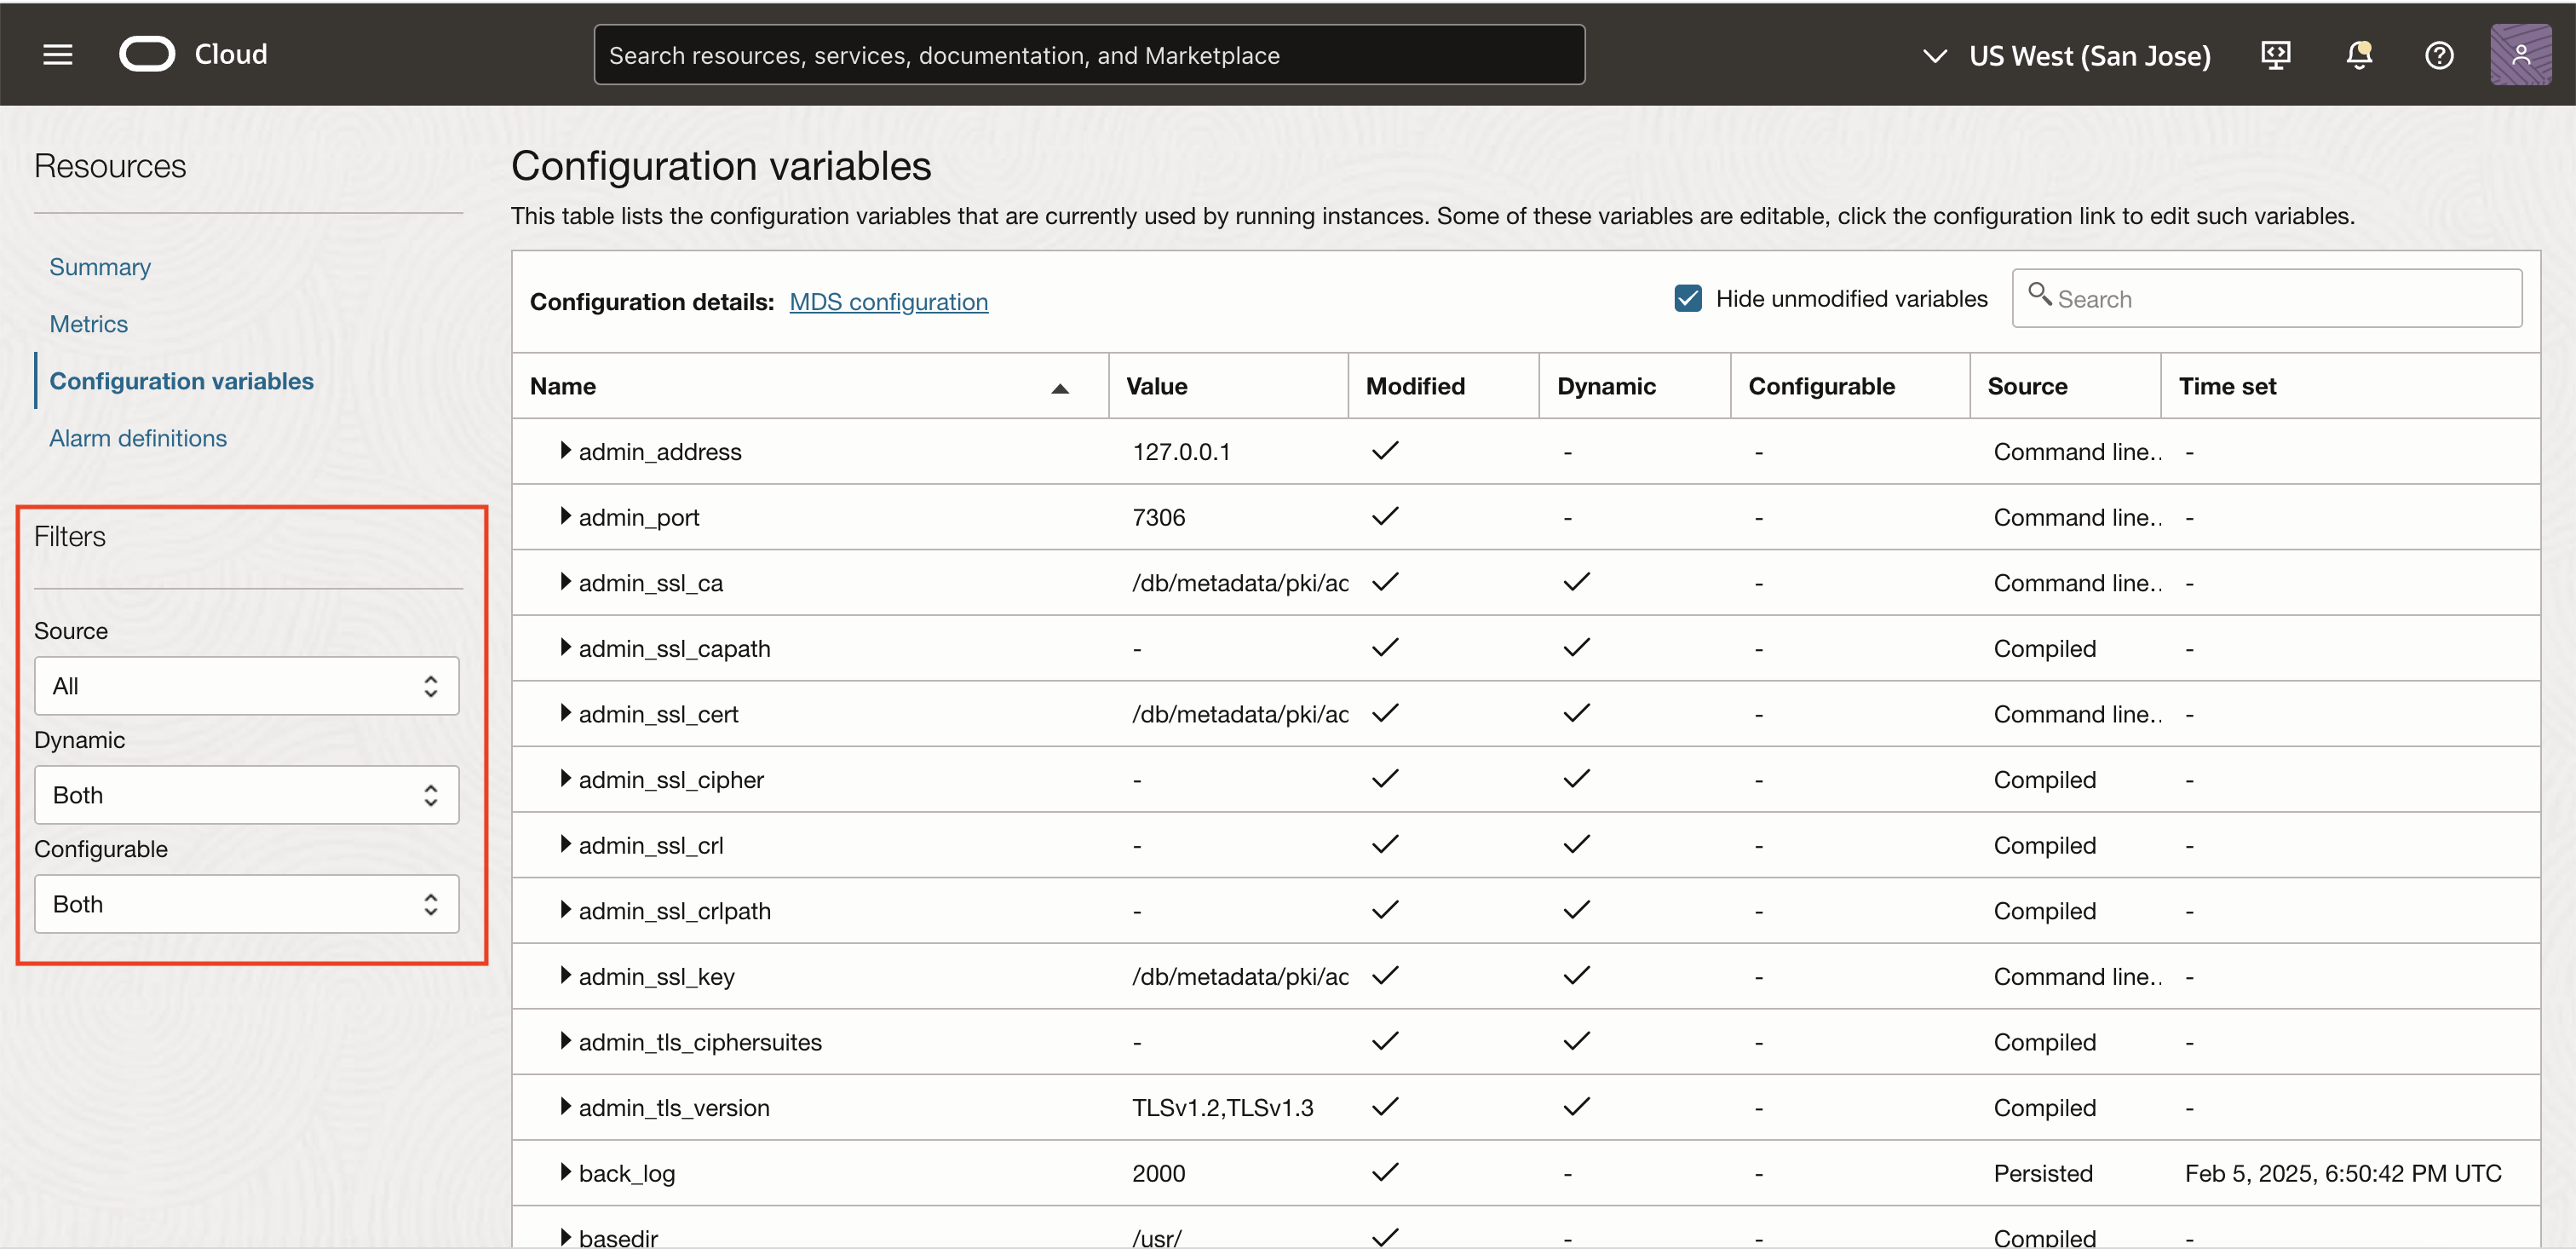 Cloud
Search resources, services, documentation, and Marketplace
US West (San Jose)
Resources
Summary
Metrics
Configuration variables
Alarm definitions
Filters
Source
All
Dynamic
Both
Configurable
Both
Configuration variables
This table lists the configuration variables that are currently used by running instances. Some of these variables are editable, click the configuration link to edit such variables.
Configuration details: MDS configuration
Hide unmodified variables
Search
Name Value Modified Dynamic Configurable Source Time set
admin_address 127.0.0.1 - - Command line.. -
admin_port 7306 - - Command line.. -
admin_ssl_ca /db/metadata/pki/ac - Command line.. -
admin_ssl_capath - - Compiled -
admin_ssl_cert /db/metadata/pki/ac - Command line.. -
admin_ssl_cipher - - Compiled -
admin_ssl_crl - - Compiled -
admin_ssl_crlpath - - Compiled -
admin_ssl_key /db/metadata/pki/ac - Command line.. -
admin_tls_ciphersuites - - Compiled -
admin_tls_version TLSv1.2,TLSv1.3 - Compiled -
back_log 2000 - - Persisted Feb 5, 2025, 6:50:42 PM UTC
basedir /usr/ - - Compiled -